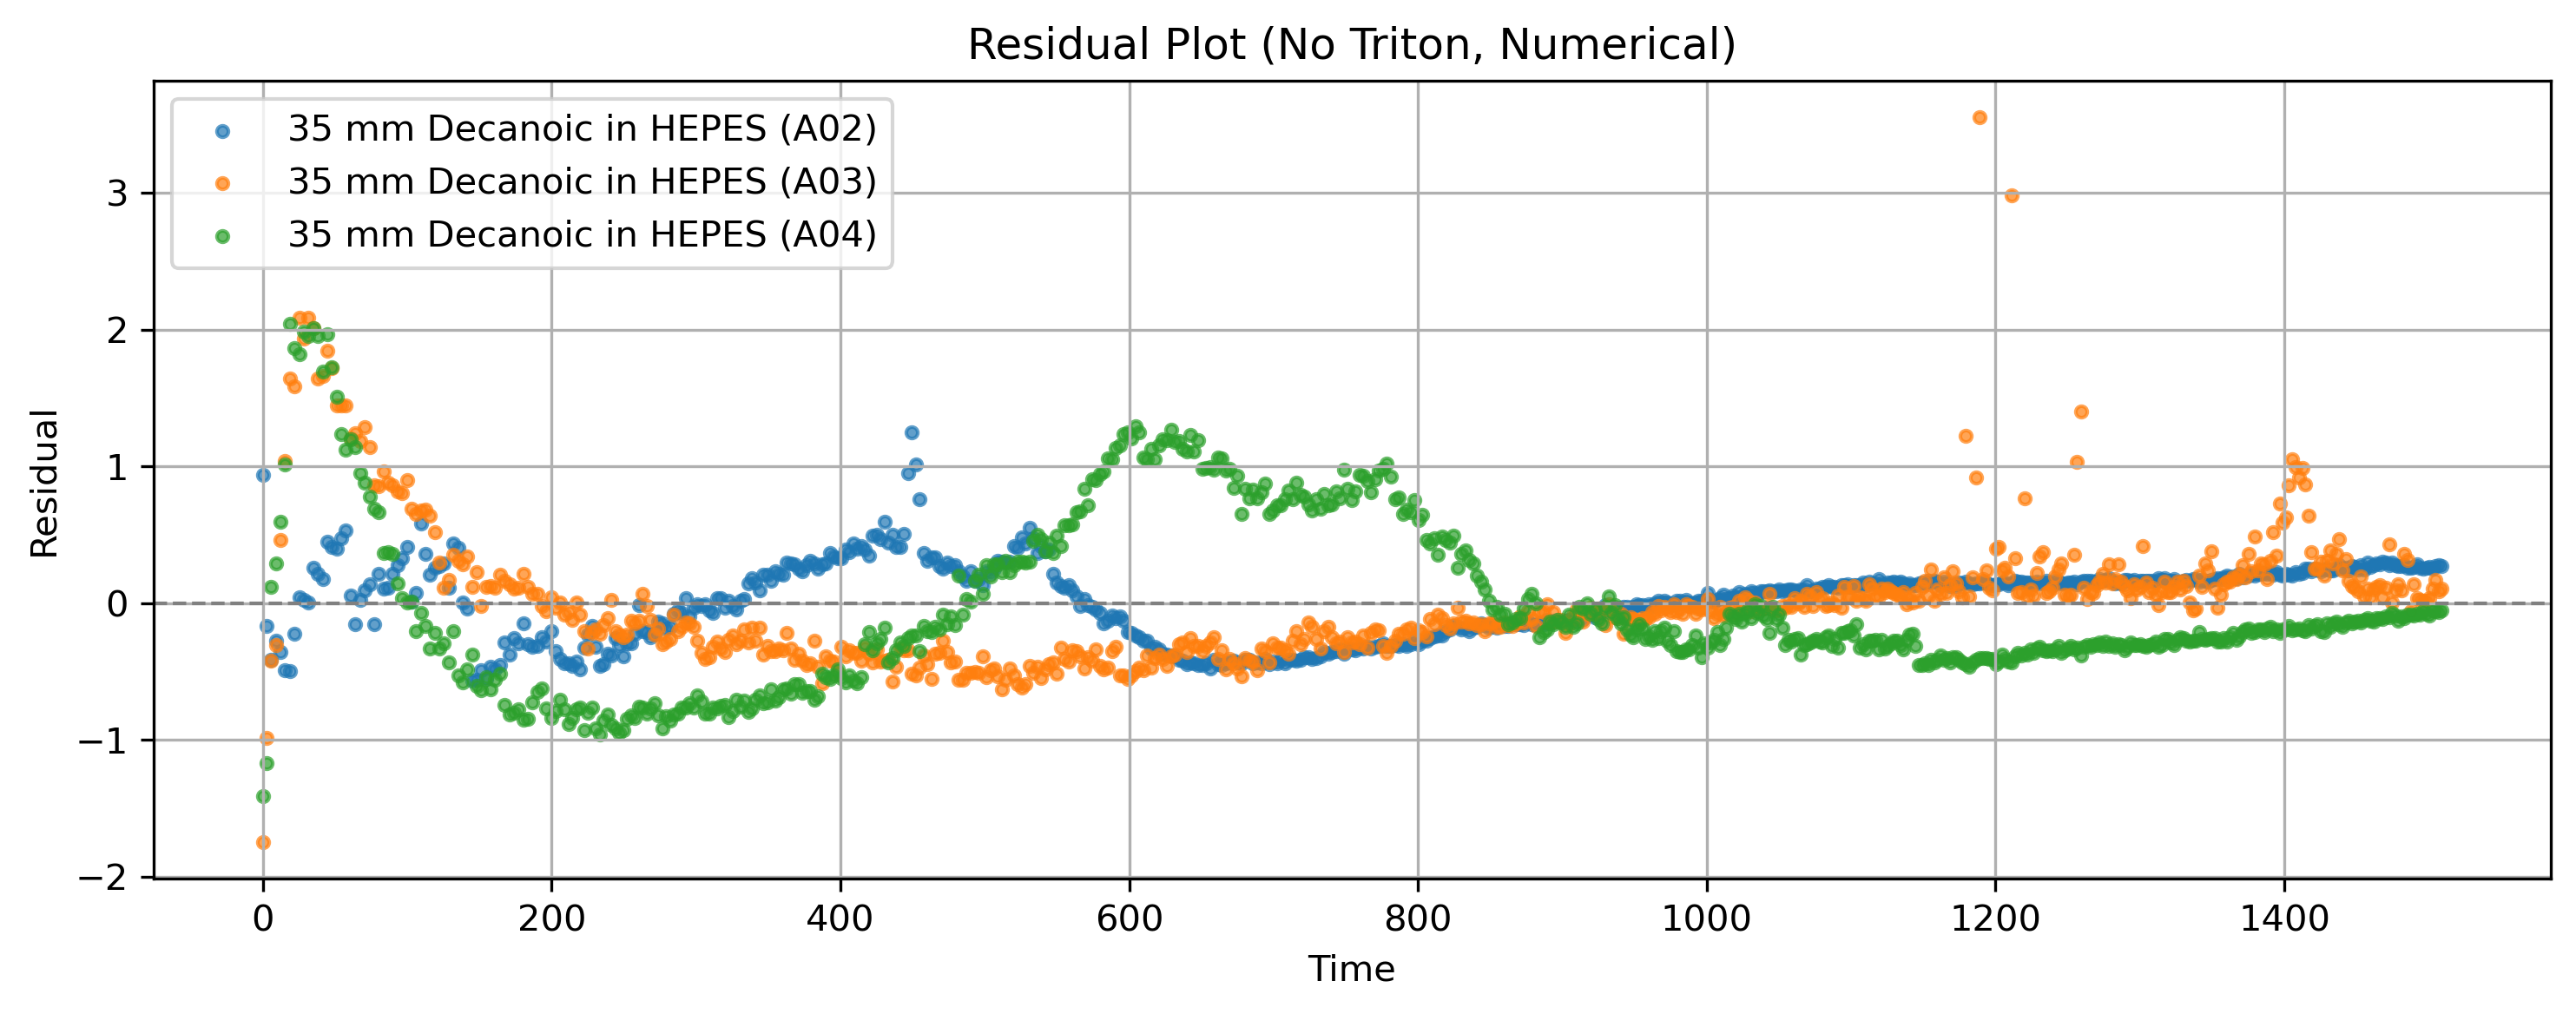 Residual Plot (No Triton, Numerical)
35 mm Decanoic in HEPES (A02)
35 mm Decanoic in HEPES (A03)
35 mm Decanoic in HEPES (A04)
Residual
3
2
1
0
−1
−2
0 200 400 600 800 1000 1200 1400
Time